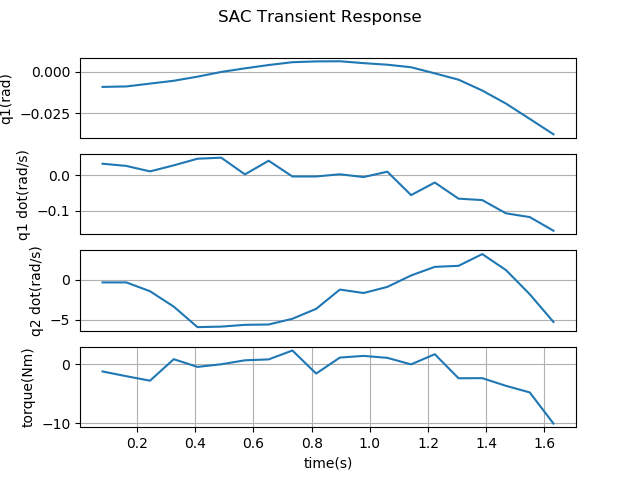 SAC Transient Response
q1(rad)
0.000
−0.025
q1 dot(rad/s)
0.0
−0.1
q2 dot(rad/s)
0
−5
torque(Nm)
0
−10
0.2 0.4 0.6 0.8 1.0 1.2 1.4 1.6
time(s)